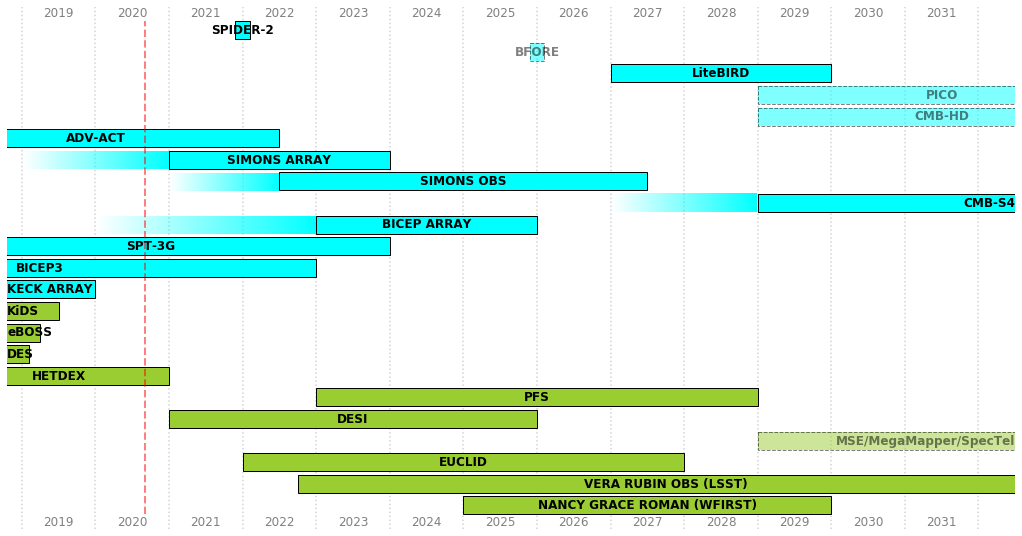 2019 2020 2021 2022 2023 2024 2025 2026 2027 2028 2029 2030 2031
SPIDER-2
BFORE
LiteBIRD
PICO
CMB-HD
ADV-ACT
SIMONS ARRAY
SIMONS OBS
CMB-S4
BICEP ARRAY
SPT-3G
BICEP3
KECK ARRAY
KiDS
eBOSS
DES
HETDEX
PFS
DESI
MSE/MegaMapper/SpecTel
EUCLID
VERA RUBIN OBS (LSST)
NANCY GRACE ROMAN (WFIRST)
2019 2020 2021 2022 2023 2024 2025 2026 2027 2028 2029 2030 2031